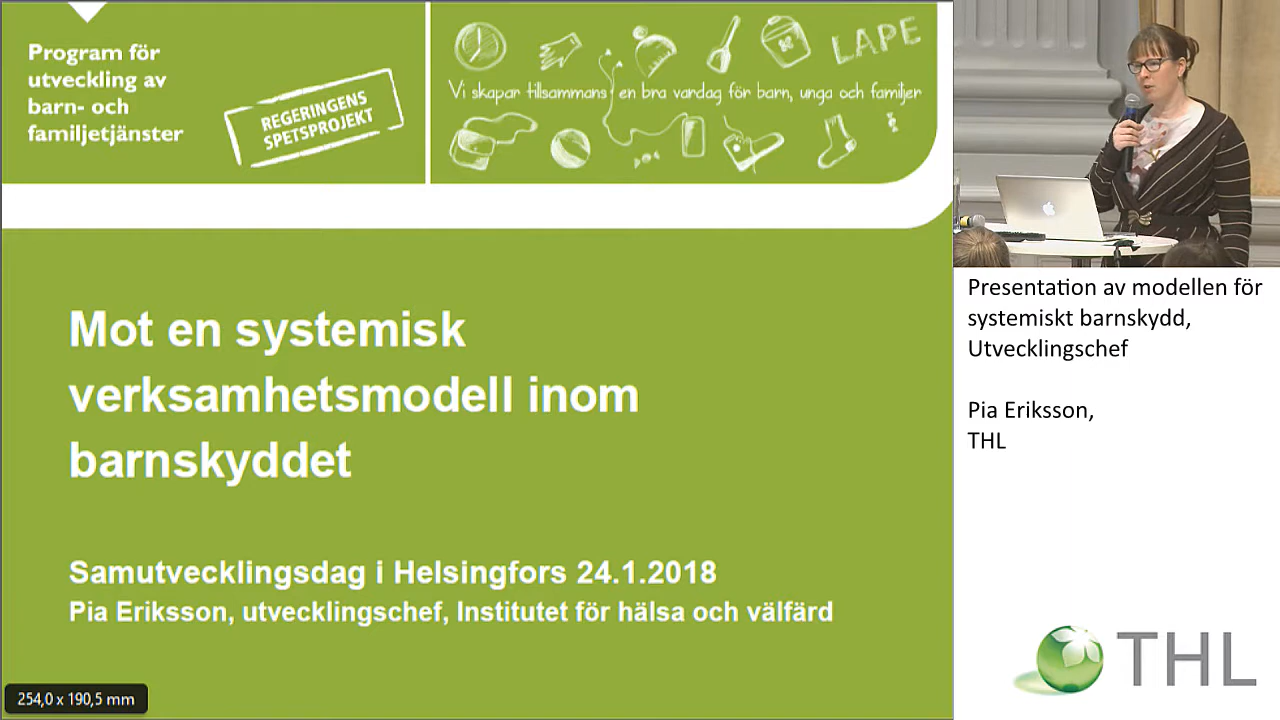 Program för
utveckling av
barn- och
familjetjänster
REGERINGENS
SPETSPROJEKT
LAPE
Vi skapar tillsammans en bra vardag för barn, unga och familjer
Mot en systemisk
verksamhetsmodell inom
barnskyddet
Samutvecklingsdag i Helsingfors 24.1.2018
Pia Eriksson, utvecklingschef, Institutet för hälsa och välfärd
254,0 x 190,5 mm
Presentation av modellen för
systemiskt barnskydd,
Utvecklingschef
Pia Eriksson,
THL
THL